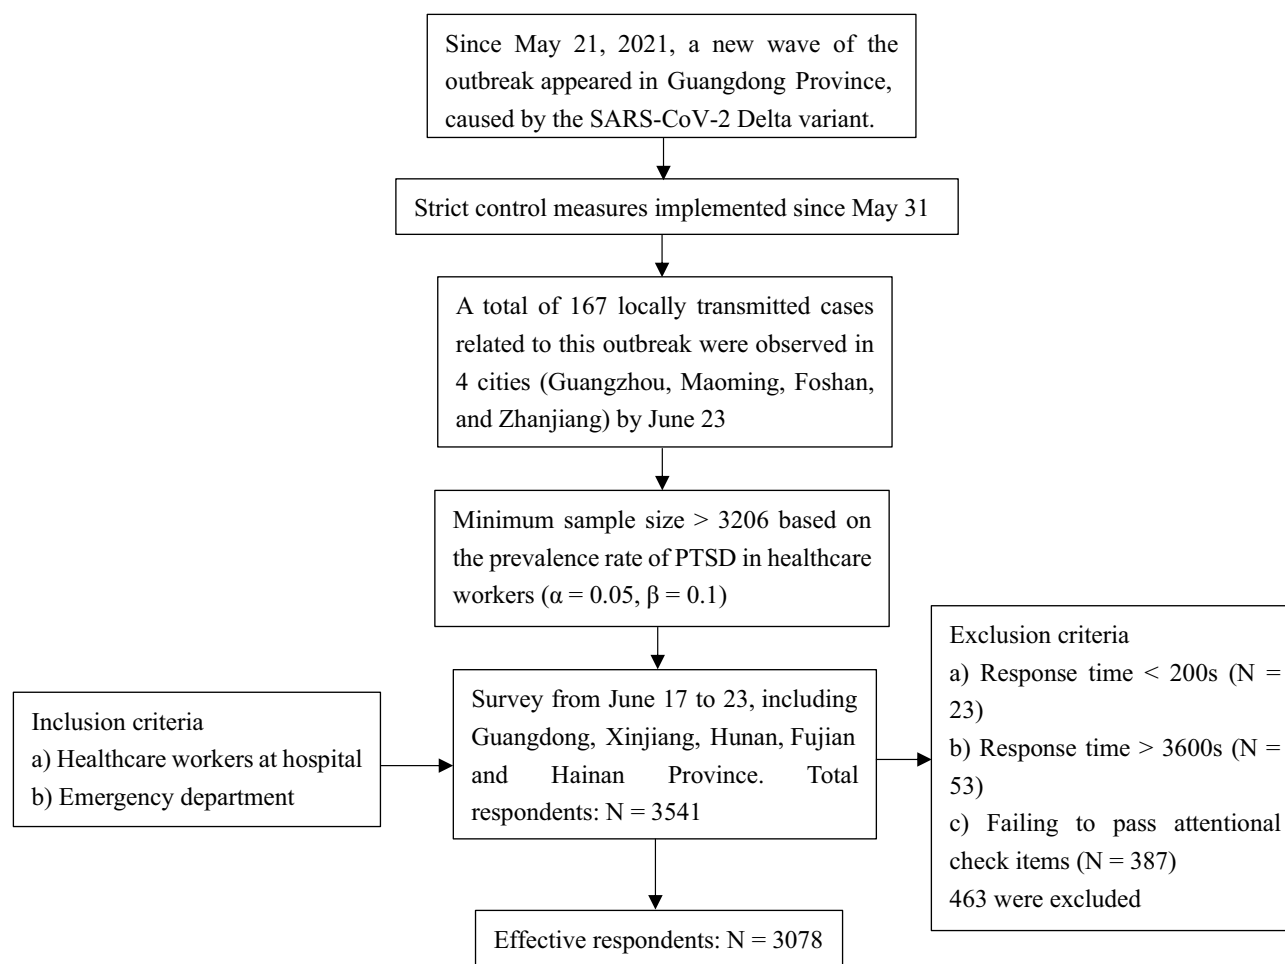 Since May 21, 2021, a new wave of the
outbreak appeared in Guangdong Province,
caused by the SARS-CoV-2 Delta variant.
Strict control measures implemented since May 31
A total of 167 locally transmitted cases
related to this outbreak were observed in
4 cities (Guangzhou, Maoming, Foshan,
and Zhanjiang) by June 23
Minimum sample size > 3206 based on
the prevalence rate of PTSD in healthcare
workers (α = 0.05, β = 0.1)
Inclusion criteria
a) Healthcare workers at hospital
b) Emergency department
Survey from June 17 to 23, including
Guangdong, Xinjiang, Hunan, Fujian
and Hainan Province. Total
respondents: N = 3541
Exclusion criteria
a) Response time < 200s (N =
23)
b) Response time > 3600s (N =
53)
c) Failing to pass attentional
check items (N = 387)
463 were excluded
Effective respondents: N = 3078